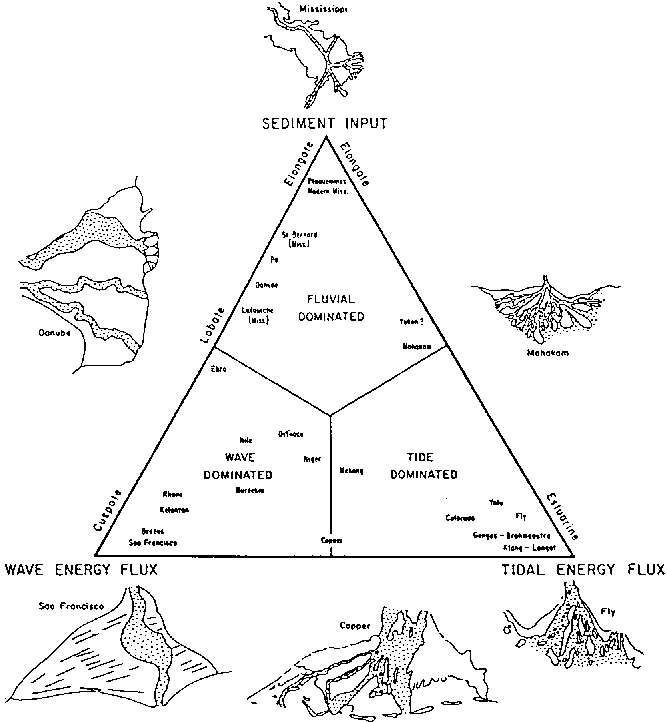 Mississippi
SEDIMENT INPUT
Elongate
Elongate
Plaquemines
Modern Miss.
St Bernard
(Miss.)
Po
Danube
Lafourche
(Miss.)
FLUVIAL
DOMINATED
Yukon?
Mahakam
Danube
Mahakam
Lobate
Ebro
Nile
Orinoco
Niger
WAVE
DOMINATED
Burdekin
Mekong
TIDE
DOMINATED
Rhone
Kelantan
Brazos
Sao Francisco
Copper
Colorado
Yalu
Fly
Ganges - Brahmaputra
Klang - Langat
Cuspate
Estuarine
WAVE ENERGY FLUX
TIDAL ENERGY FLUX
Sao Francisco
Copper
Fly